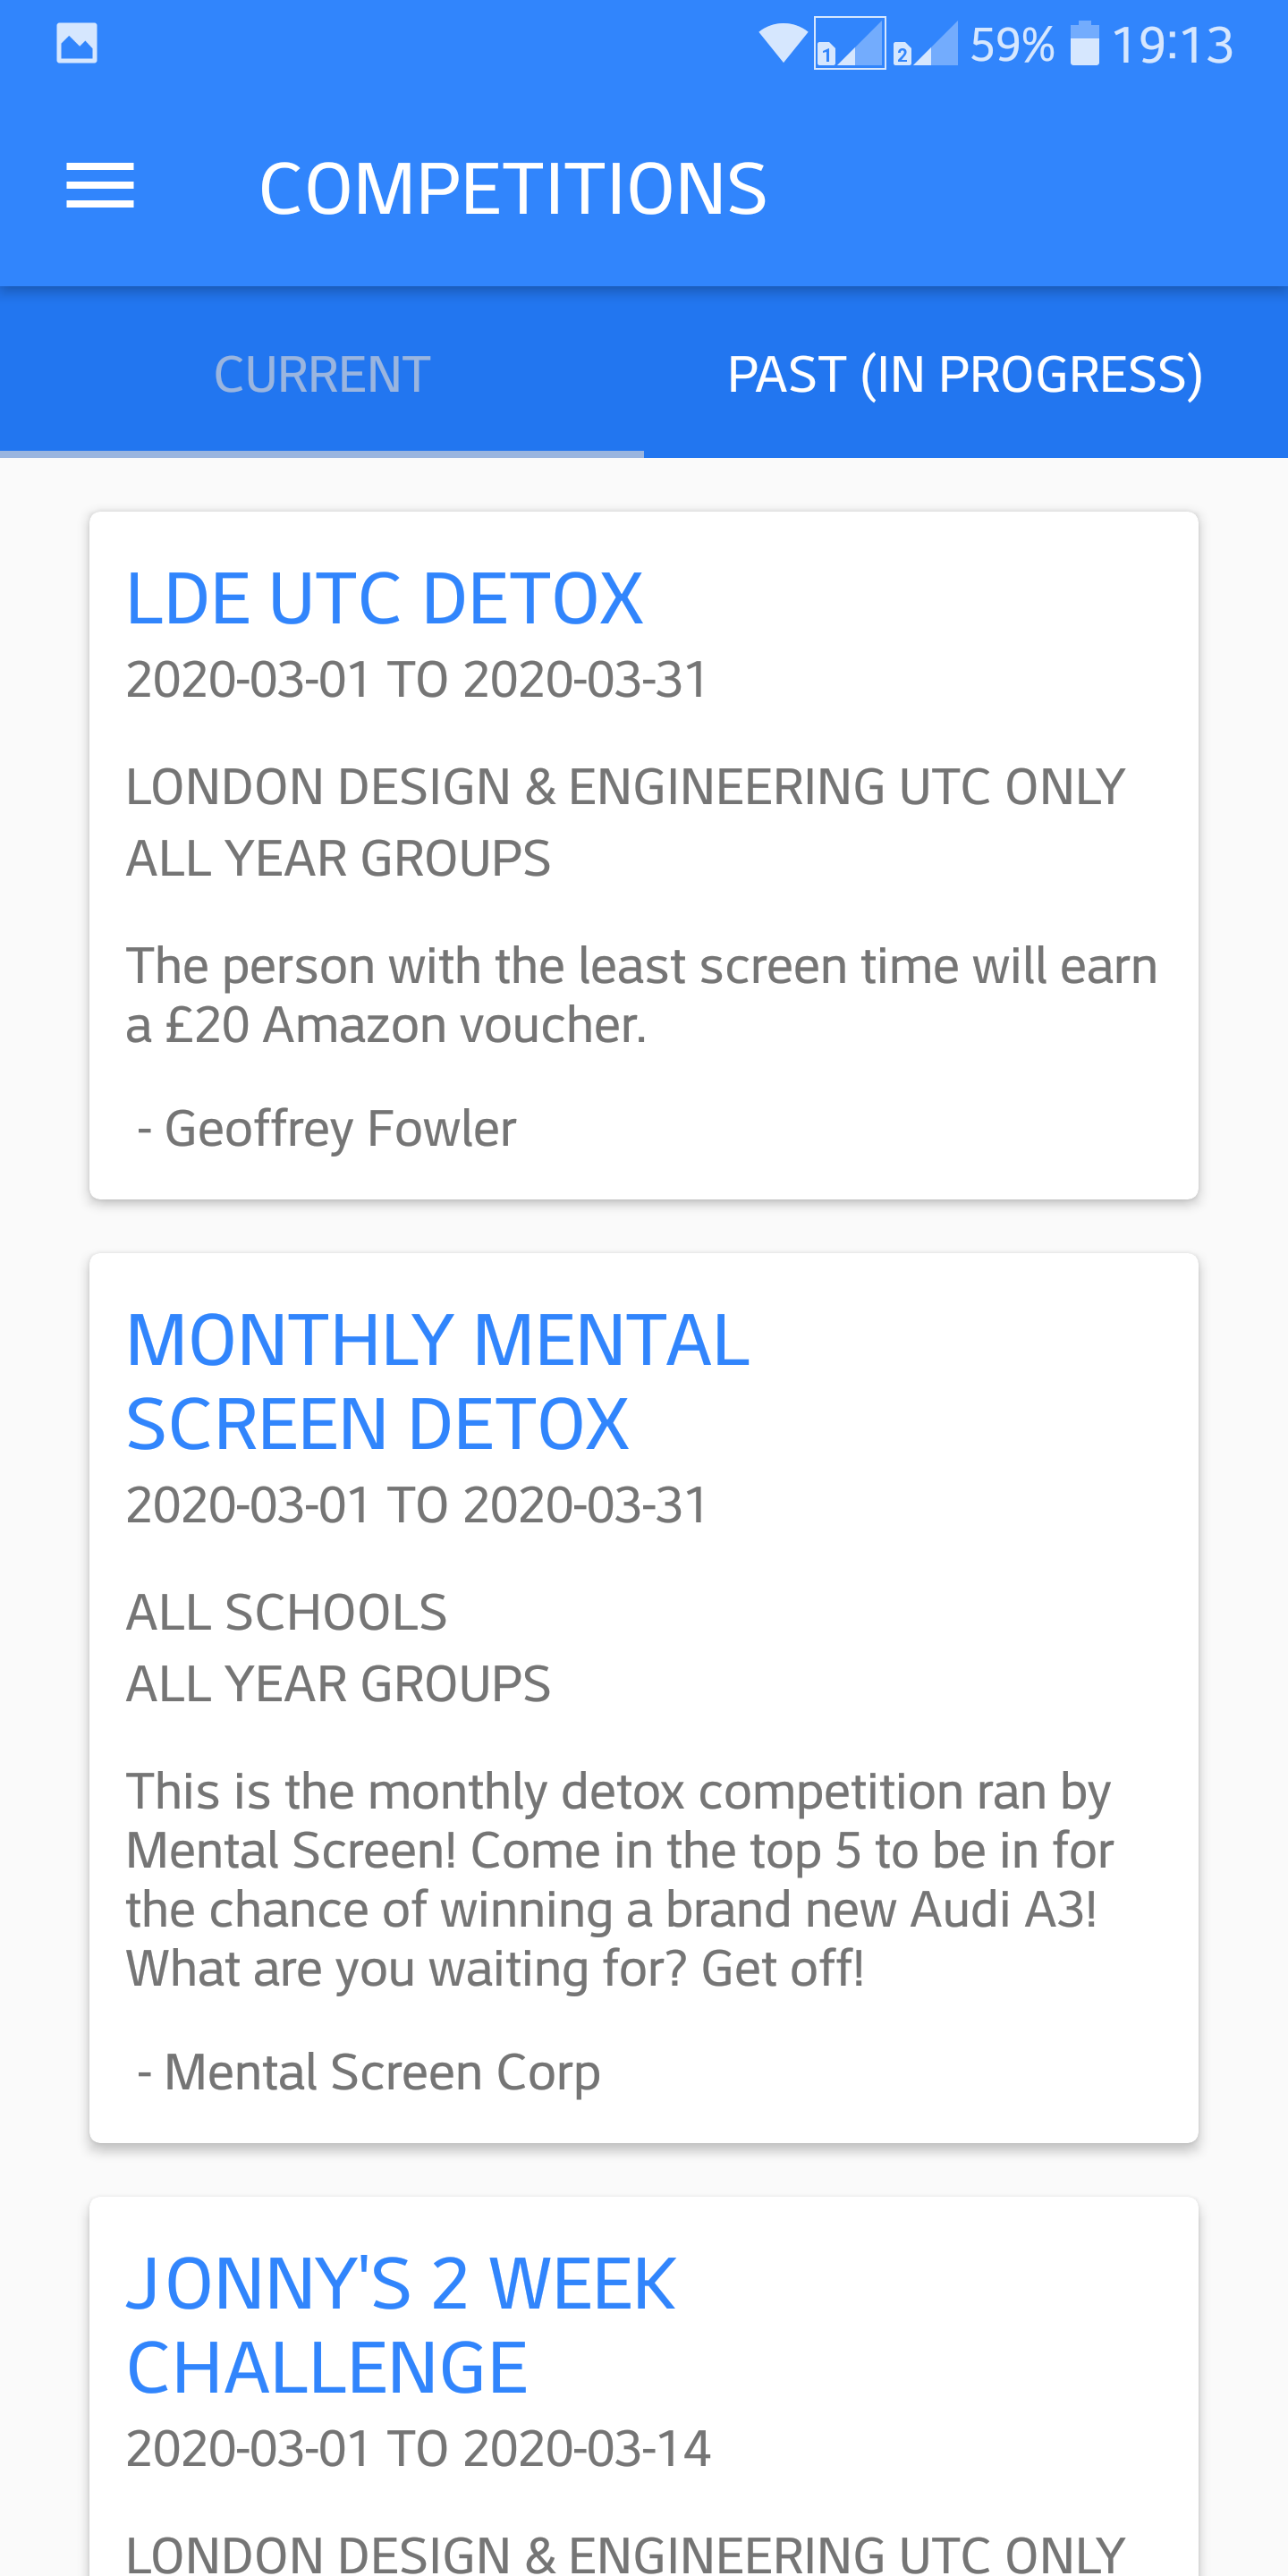 1 2 59% 19:13
COMPETITIONS
CURRENT PAST (IN PROGRESS)
LDE UTC DETOX
2020-03-01 TO 2020-03-31
LONDON DESIGN & ENGINEERING UTC ONLY
ALL YEAR GROUPS
The person with the least screen time will earn
a £20 Amazon voucher.
- Geoffrey Fowler
MONTHLY MENTAL
SCREEN DETOX
2020-03-01 TO 2020-03-31
ALL SCHOOLS
ALL YEAR GROUPS
This is the monthly detox competition ran by
Mental Screen! Come in the top 5 to be in for
the chance of winning a brand new Audi A3!
What are you waiting for? Get off!
- Mental Screen Corp
JONNY'S 2 WEEK
CHALLENGE
2020-03-01 TO 2020-03-14
LONDON DESIGN & ENGINEERING UTC ONLY